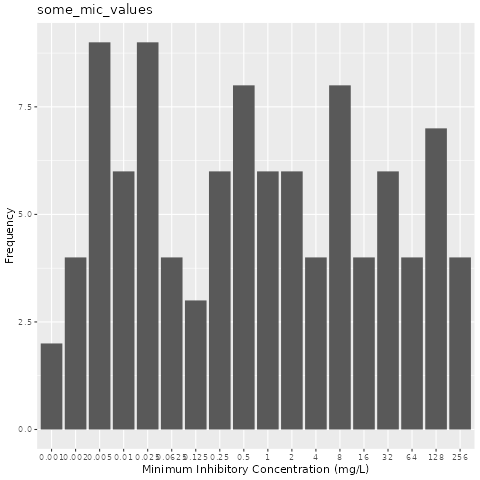 some_mic_values
Frequency
7.5
5.0
2.5
0.0
0.001 0.002 0.005 0.01 0.025 0.0625 0.125 0.25 0.5 1 2 4 8 16 32 64 128 256
Minimum Inhibitory Concentration (mg/L)